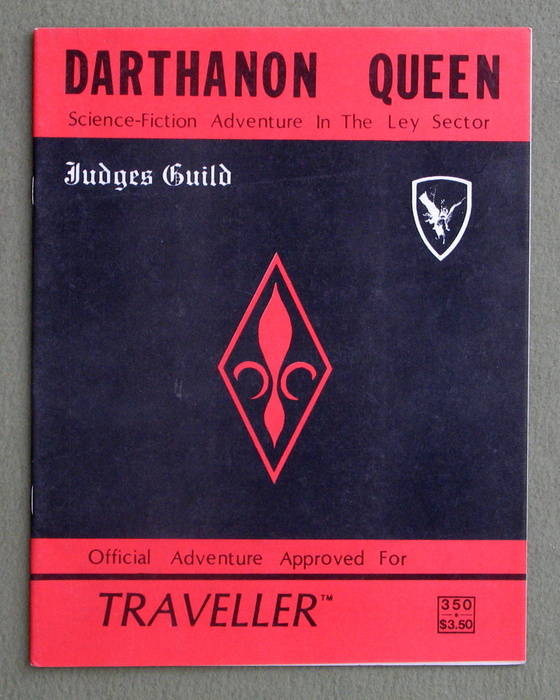 DARTHANON QUEEN
Science-Fiction Adventure In The Ley Sector
Judges Guild
Official Adventure Approved For
TRAVELLER™
350
$3.50